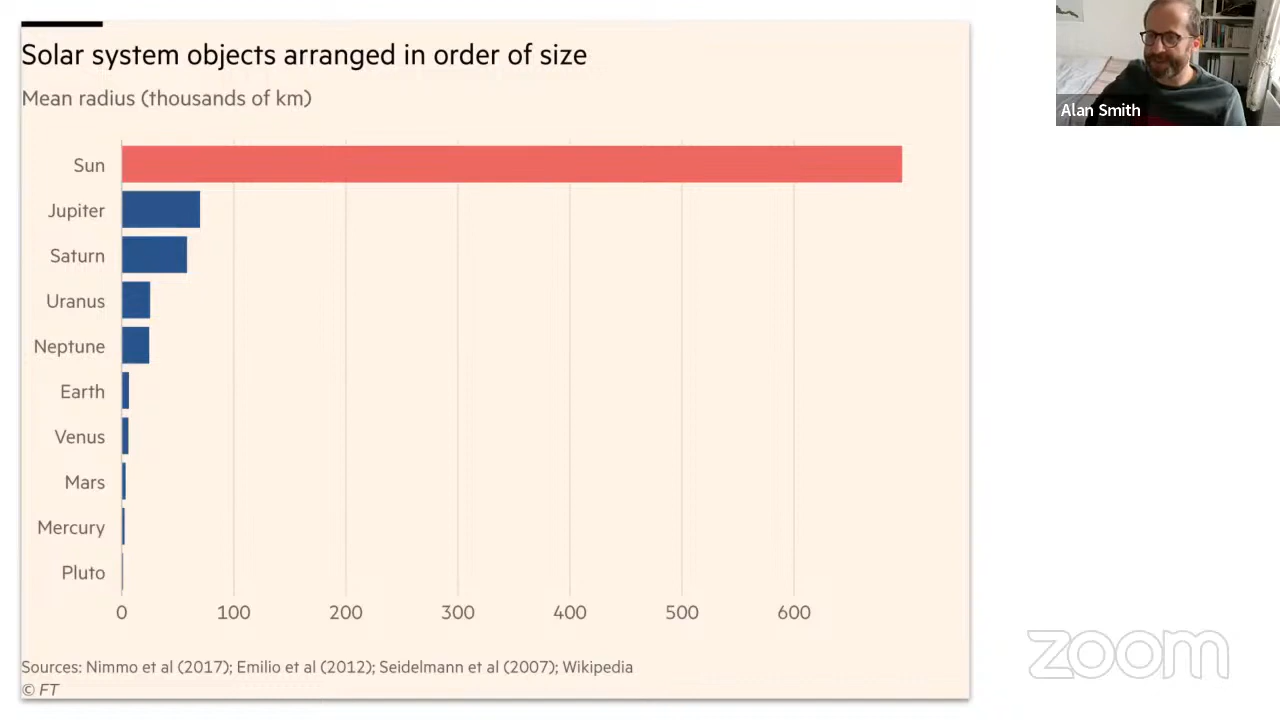 Solar system objects arranged in order of size
Mean radius (thousands of km)
Sun
Jupiter
Saturn
Uranus
Neptune
Earth
Venus
Mars
Mercury
Pluto
0 100 200 300 400 500 600
Sources: Nimmo et al (2017); Emilio et al (2012); Seidelmann et al (2007); Wikipedia
© FT
Alan Smith
zoom